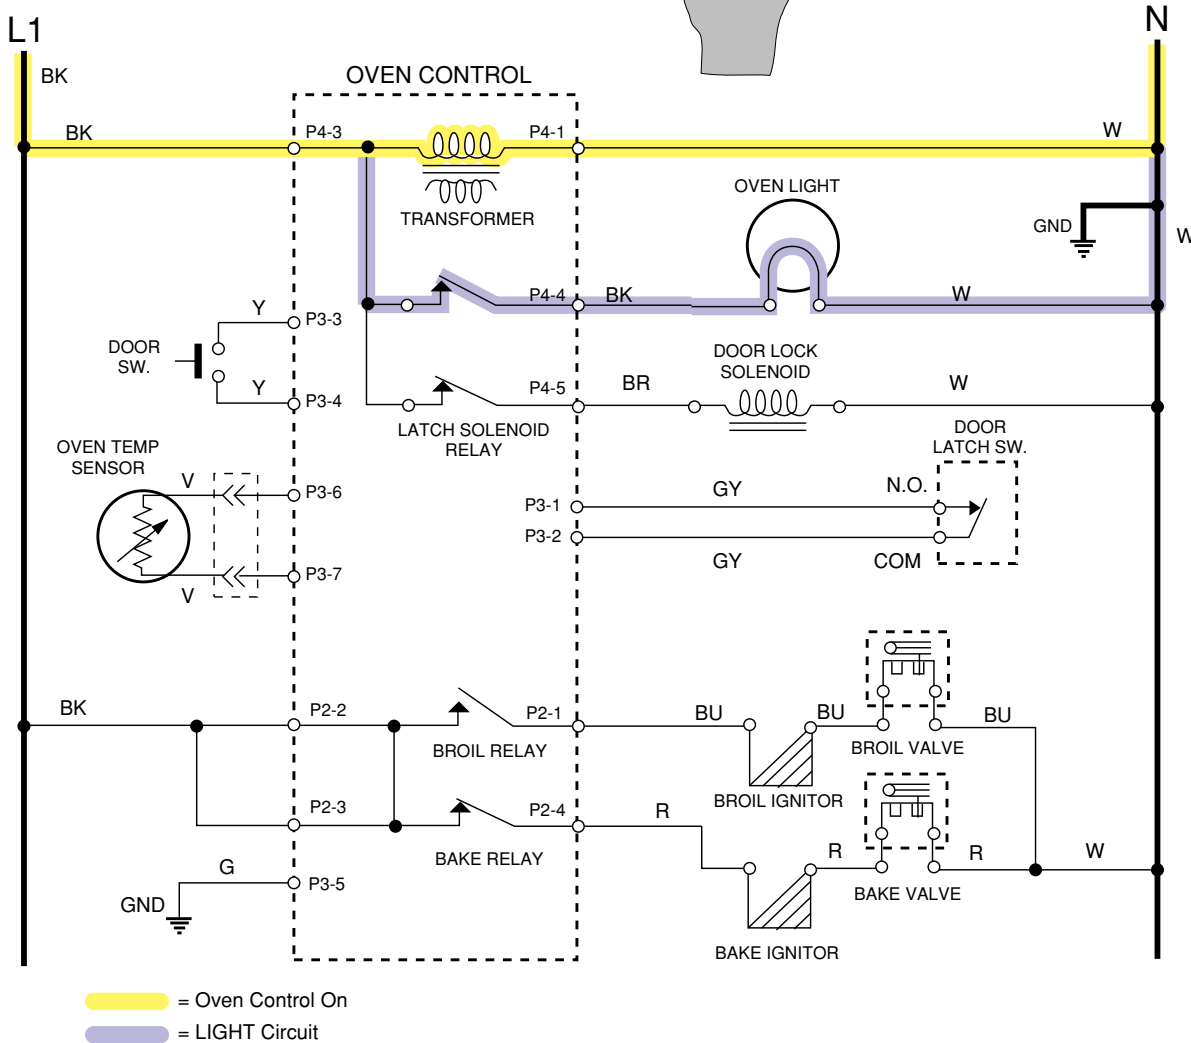 L1
N
BK
OVEN CONTROL
BK
P4-3
P4-1
W
OVEN LIGHT
TRANSFORMER
GND
W
P4-4
BK
W
Y
P3-3
DOOR
SW.
DOOR LOCK
SOLENOID
Y
P3-4
P4-5
BR
W
LATCH SOLENOID
RELAY
DOOR
LATCH SW.
OVEN TEMP
SENSOR
V
P3-6
P3-1
GY
N.O.
P3-2
GY
COM
P3-7
V
BK
P2-2
P2-1
BU
BU
BU
BROIL RELAY
BROIL VALVE
P2-3
P2-4
R
BROIL IGNITOR
BAKE RELAY
R
R
W
G
P3-5
BAKE VALVE
GND
BAKE IGNITOR
= Oven Control On
= LIGHT Circuit